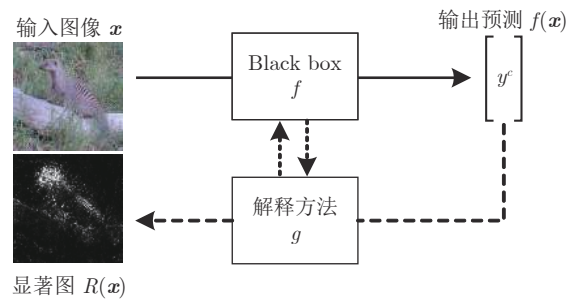 输入图像 x
输出预测 f(x)
Black box
f
y^c
解释方法
g
显著图 R(x)